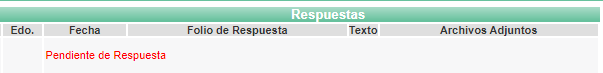 Respuestas
Edo. Fecha Folio de Respuesta Texto Archivos Adjuntos
Pendiente de Respuesta